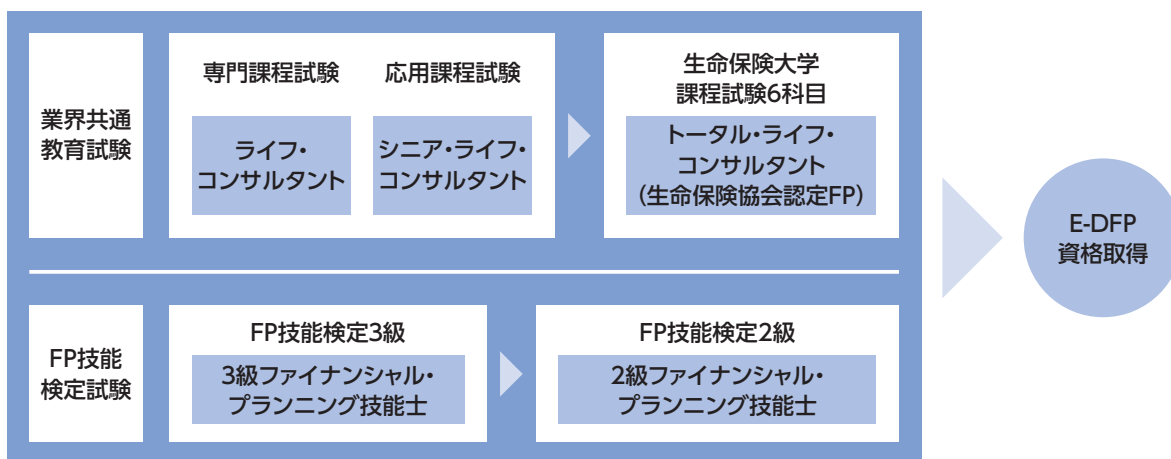 業界共通
教育試験
専門課程試験
ライフ・
コンサルタント
応用課程試験
シニア・ライフ・
コンサルタント
生命保険大学
課程試験6科目
トータル・ライフ・
コンサルタント
(生命保険協会認定FP)
FP技能
検定試験
FP技能検定3級
3級ファイナンシャル・
プランニング技能士
FP技能検定2級
2級ファイナンシャル・
プランニング技能士
E-DFP
資格取得